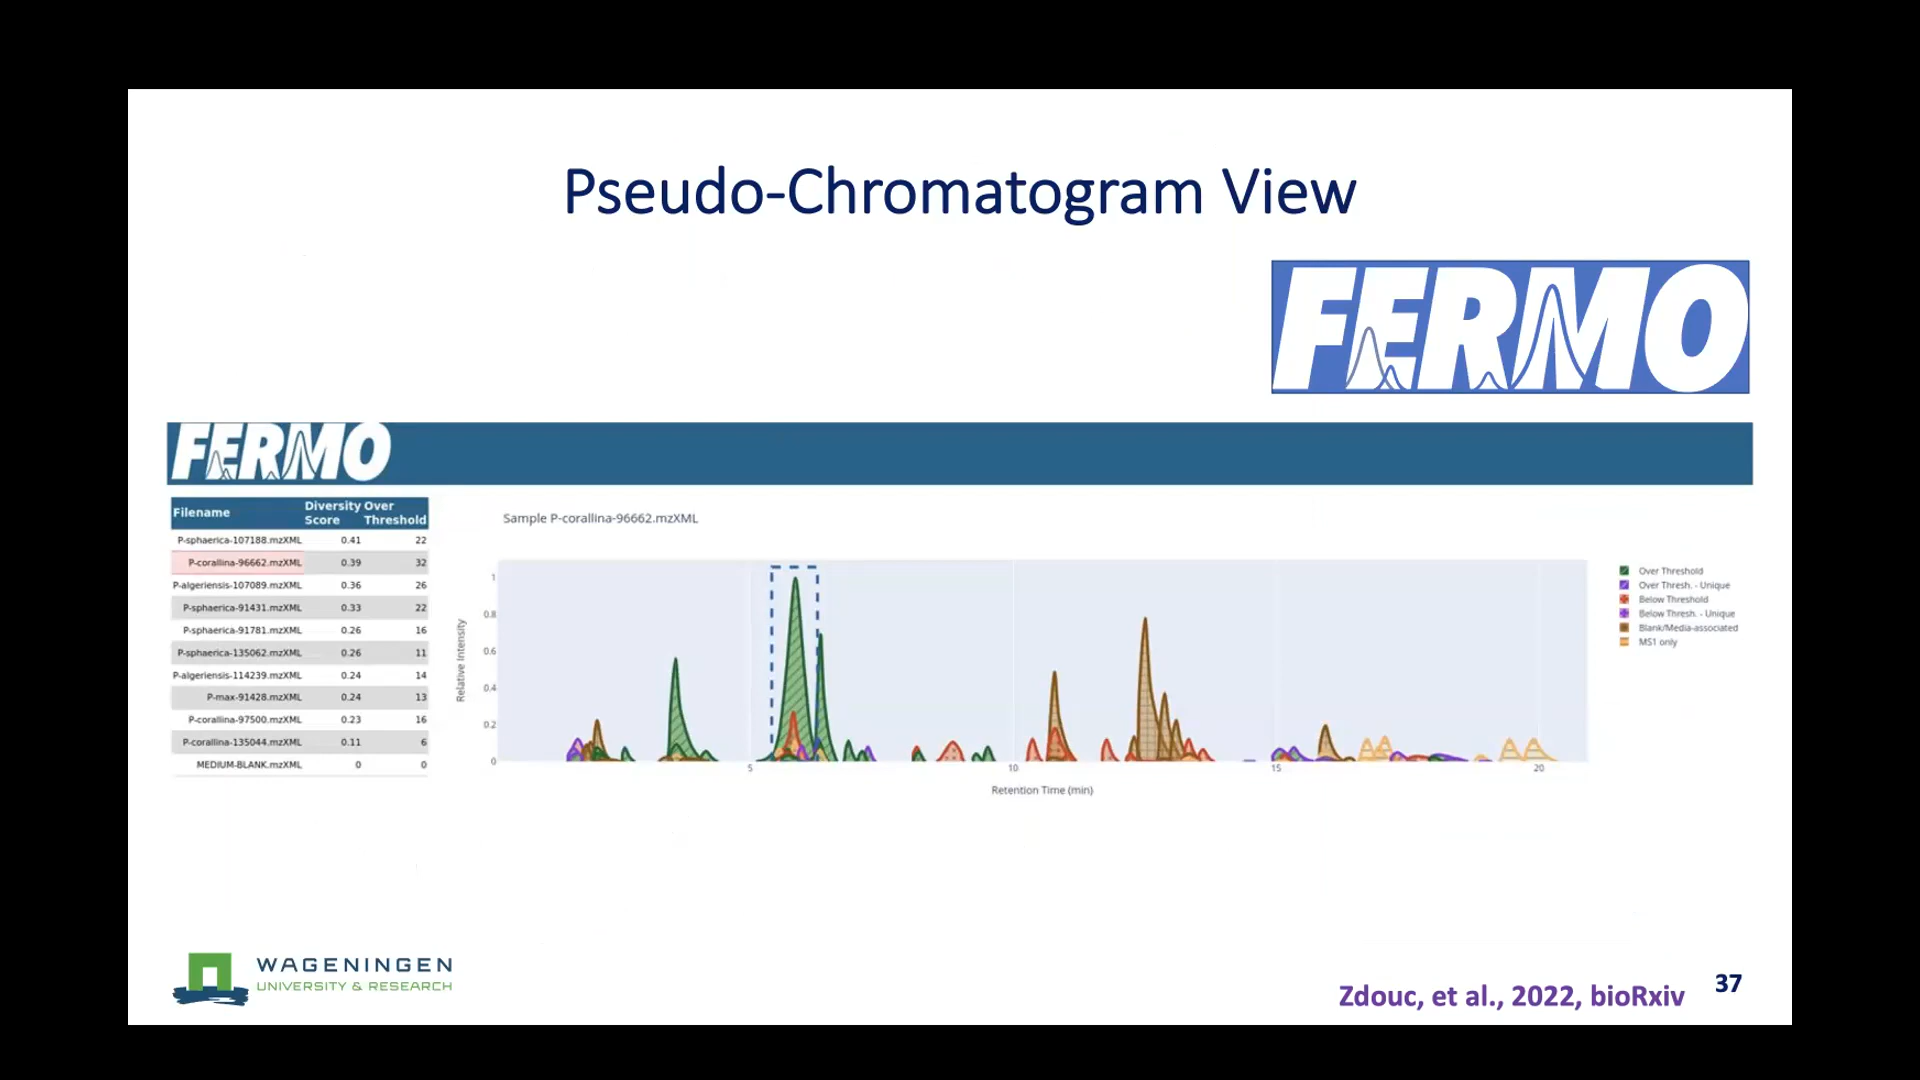 Pseudo-Chromatogram View
FERMO
FERMO
Filename Diversity Score Over Threshold
P-sphaerica-107188.mzXML 0.41 22
P-corallina-96662.mzXML 0.39 32
P-algeriensis-107089.mzXML 0.36 26
P-sphaerica-91431.mzXML 0.33 22
P-sphaerica-91781.mzXML 0.26 16
P-sphaerica-135062.mzXML 0.26 11
P-algeriensis-114239.mzXML 0.24 14
P-max-91428.mzXML 0.24 13
P-corallina-97500.mzXML 0.23 16
P-corallina-135044.mzXML 0.11 6
MEDIUM-BLANK.mzXML 0 0
Sample P-corallina-96662.mzXML
Relative Intensity
1
0.8
0.6
0.4
0.2
0
5 10 15 20
Retention Time (min)
Over Threshold
Over Thresh. - Unique
Below Threshold
Below Thresh. - Unique
Blank/Media-associated
MS1 only
WAGENINGEN
UNIVERSITY & RESEARCH
Zdouc, et al., 2022, bioRxiv
37